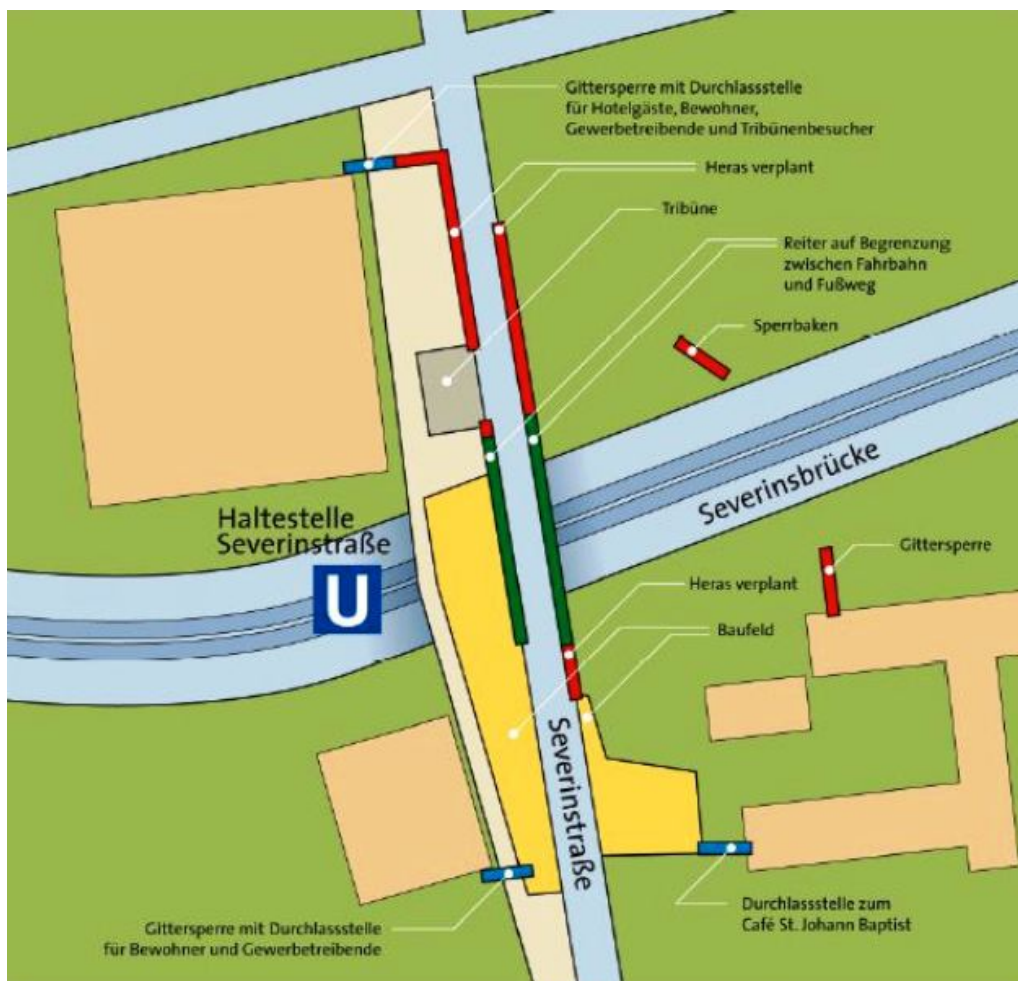 Gittersperre mit Durchlassstelle
für Hotelgäste, Bewohner,
Gewerbetreibende und Tribünenbesucher
Heras verplant
Tribüne
Reiter auf Begrenzung
zwischen Fahrbahn
und Fußweg
Sperrbaken
Severinsbrücke
Haltestelle
Severinstraße
U
Gittersperre
Heras verplant
Baufeld
Severinstraße
Durchlassstelle zum
Café St. Johann Baptist
Gittersperre mit Durchlassstelle
für Bewohner und Gewerbetreibende